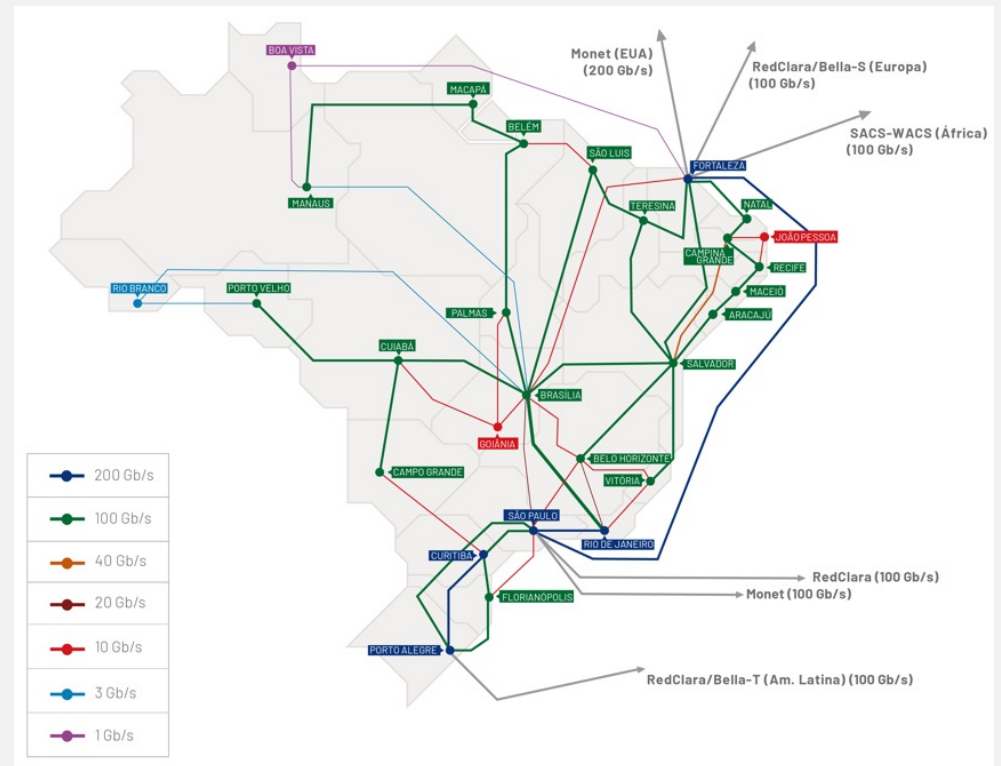 BOA VISTA
Monet (EUA)
(200 Gb/s)
RedClara/Bella-S (Europa)
(100 Gb/s)
SACS-WACS (África)
(100 Gb/s)
MACAPÁ
BELÉM
SÃO LUIS
FORTALEZA
MANAUS
TERESINA
NATAL
CAMPINA
GRANDE
JOÃO PESSOA
RECIFE
RIO BRANCO
PORTO VELHO
MACEIÓ
PALMAS
ARACAJÚ
CUIABÁ
SALVADOR
BRASÍLIA
GOIÂNIA
CAMPO GRANDE
BELO HORIZONTE
VITÓRIA
SÃO PAULO
RIO DE JANEIRO
CURITIBA
RedClara (100 Gb/s)
Monet (100 Gb/s)
FLORIANÓPOLIS
PORTO ALEGRE
RedClara/Bella-T (Am. Latina) (100 Gb/s)
200 Gb/s
100 Gb/s
40 Gb/s
20 Gb/s
10 Gb/s
3 Gb/s
1 Gb/s